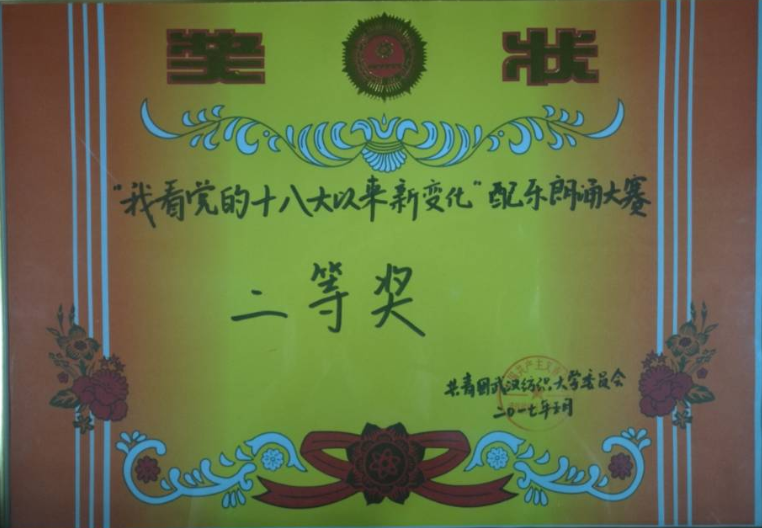 奖 状
"我看党的十八大以来新变化"配乐朗诵大赛
二等奖
共青团武汉纺织大学委员会
二〇一七年五月